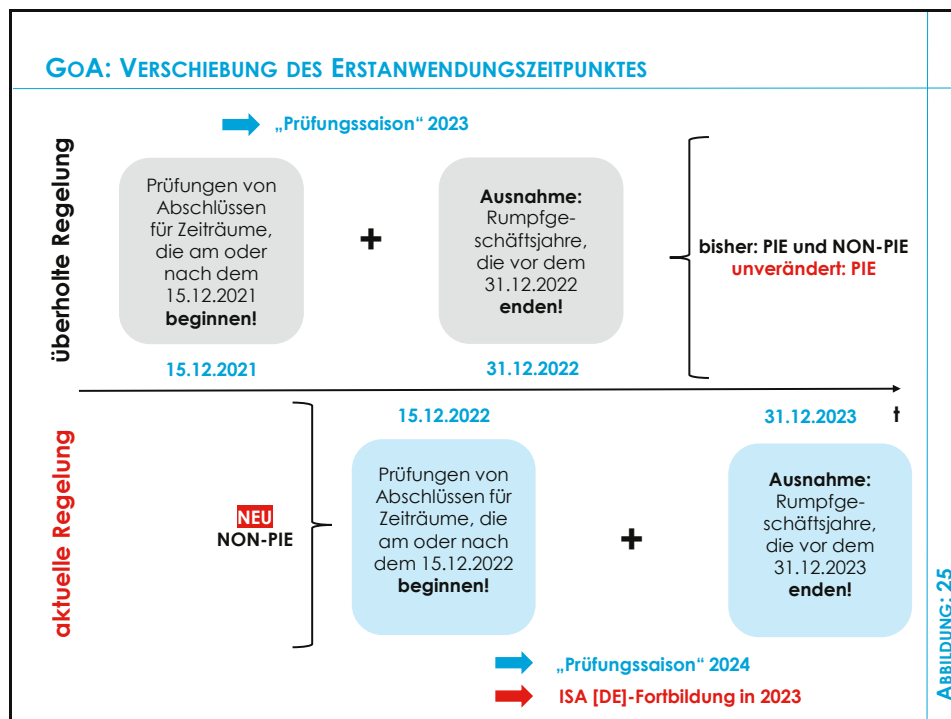 GoA: Verschiebung des Erstanwendungszeitpunktes
überholte Regelung
„Prüfungssaison“ 2023
Prüfungen von
Abschlüssen
für Zeiträume,
die am oder
nach dem
15.12.2021
beginnen!
+
Ausnahme:
Rumpfge-
schäftsjahre,
die vor dem
31.12.2022
enden!
bisher: PIE und NON-PIE
unverändert: PIE
15.12.2021
31.12.2022
15.12.2022
31.12.2023
t
aktuelle Regelung
NEU
NON-PIE
Prüfungen von
Abschlüssen für
Zeiträume, die
am oder nach
dem 15.12.2022
beginnen!
+
Ausnahme:
Rumpfge-
schäftsjahre,
die vor dem
31.12.2023
enden!
„Prüfungssaison“ 2024
ISA [DE]-Fortbildung in 2023
Abbildung: 25